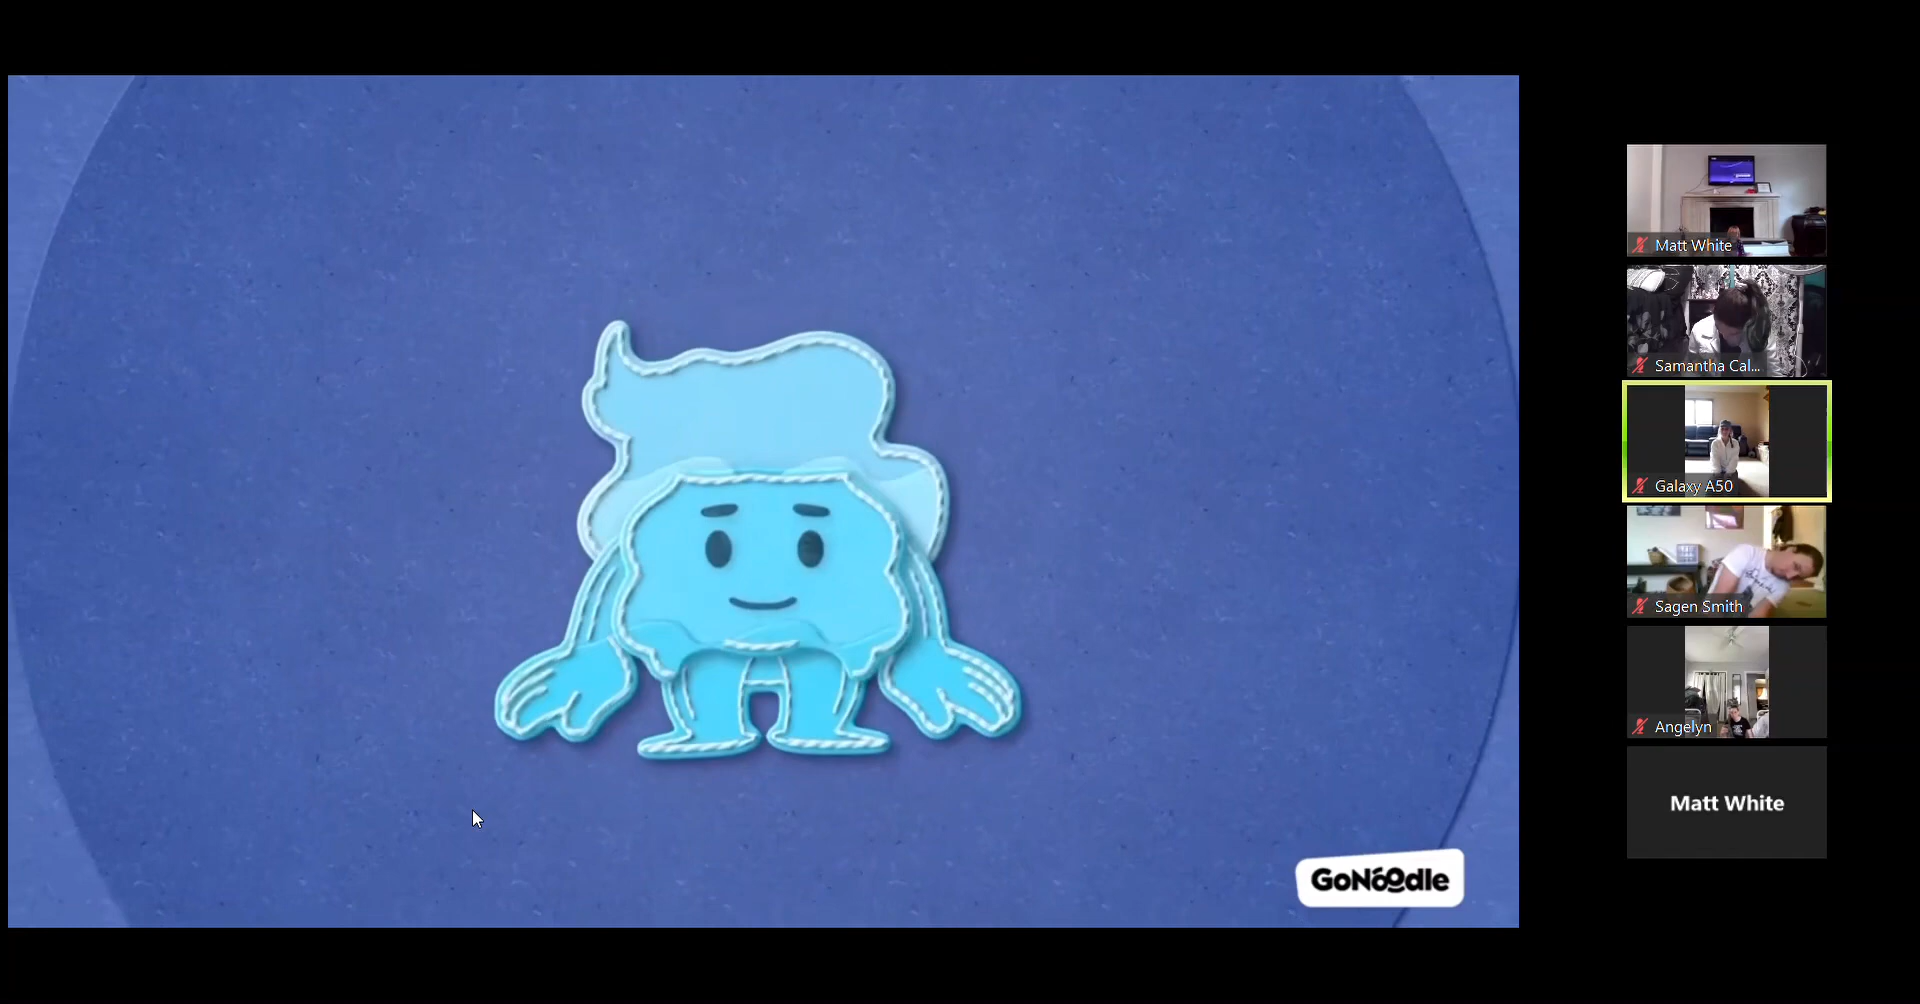 GoNoodle
Matt White
Samantha Cal...
Galaxy A50
Sagen Smith
Angelyn
Matt White